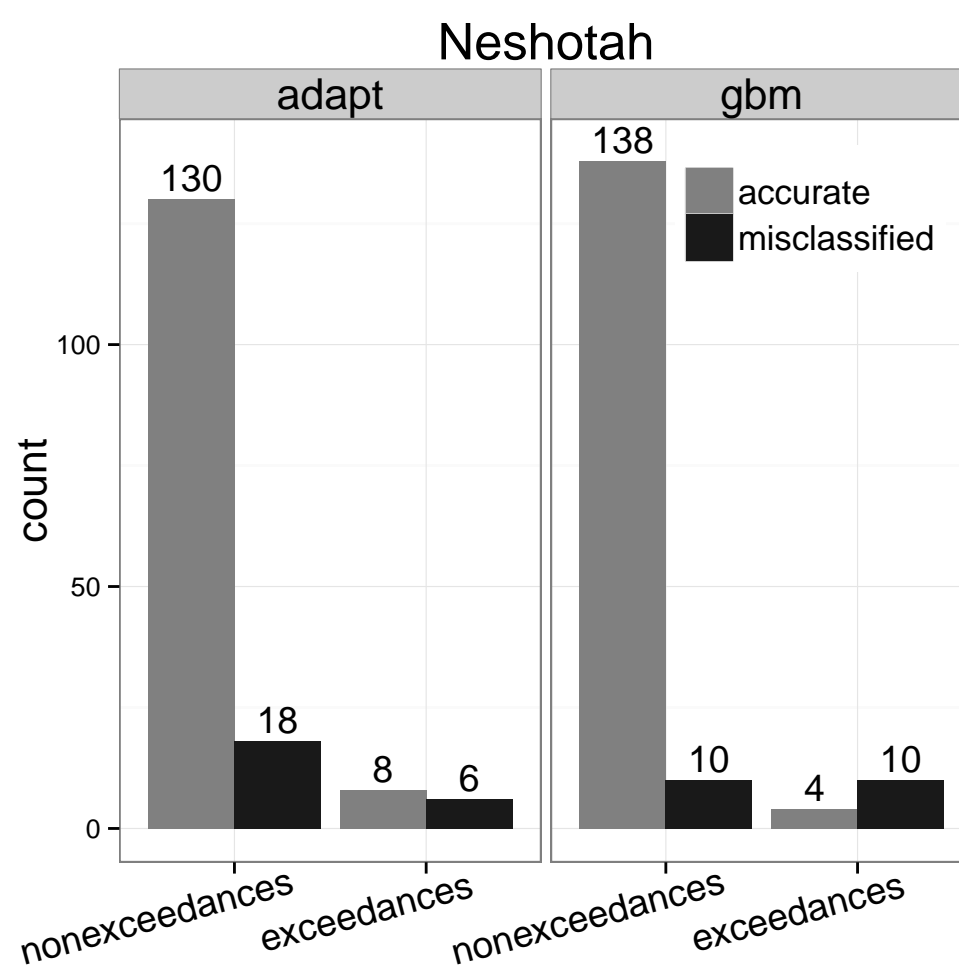 Neshotah
adapt
gbm
130
138
accurate
misclassified
100
count
50
18
8
6
10
4
10
0
nonexceedances
exceedances
nonexceedances
exceedances